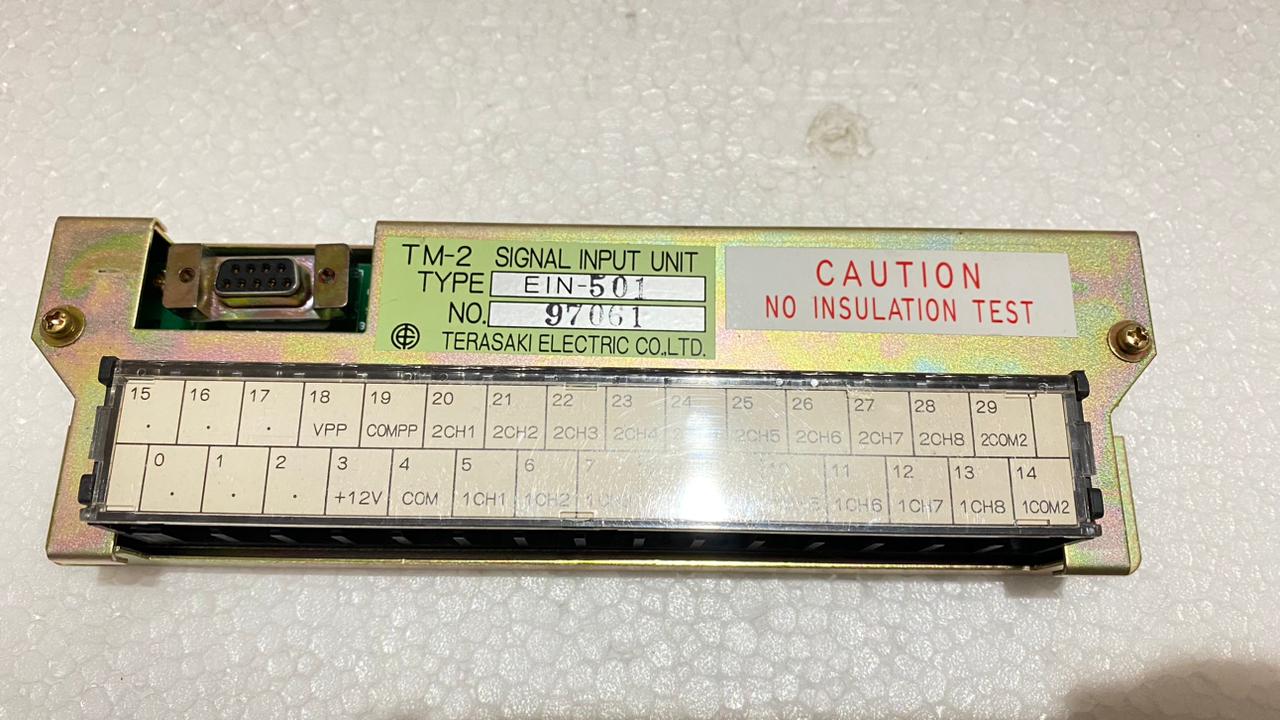 TM-2 SIGNAL INPUT UNIT
TYPE EIN-501
NO. 97061
TERASAKI ELECTRIC CO.,LTD.
CAUTION
NO INSULATION TEST
15 16 17 18 19 20 21 22 23 24 25 26 27 28 29
. . . VPP COMPP 2CH1 2CH2 2CH3 2CH4 2CH5 2CH6 2CH7 2CH8 2COM2
0 1 2 3 4 5 6 7 11 12 13 14
. . . +12V COM 1CH1 1CH2 1CH6 1CH7 1CH8 1COM2